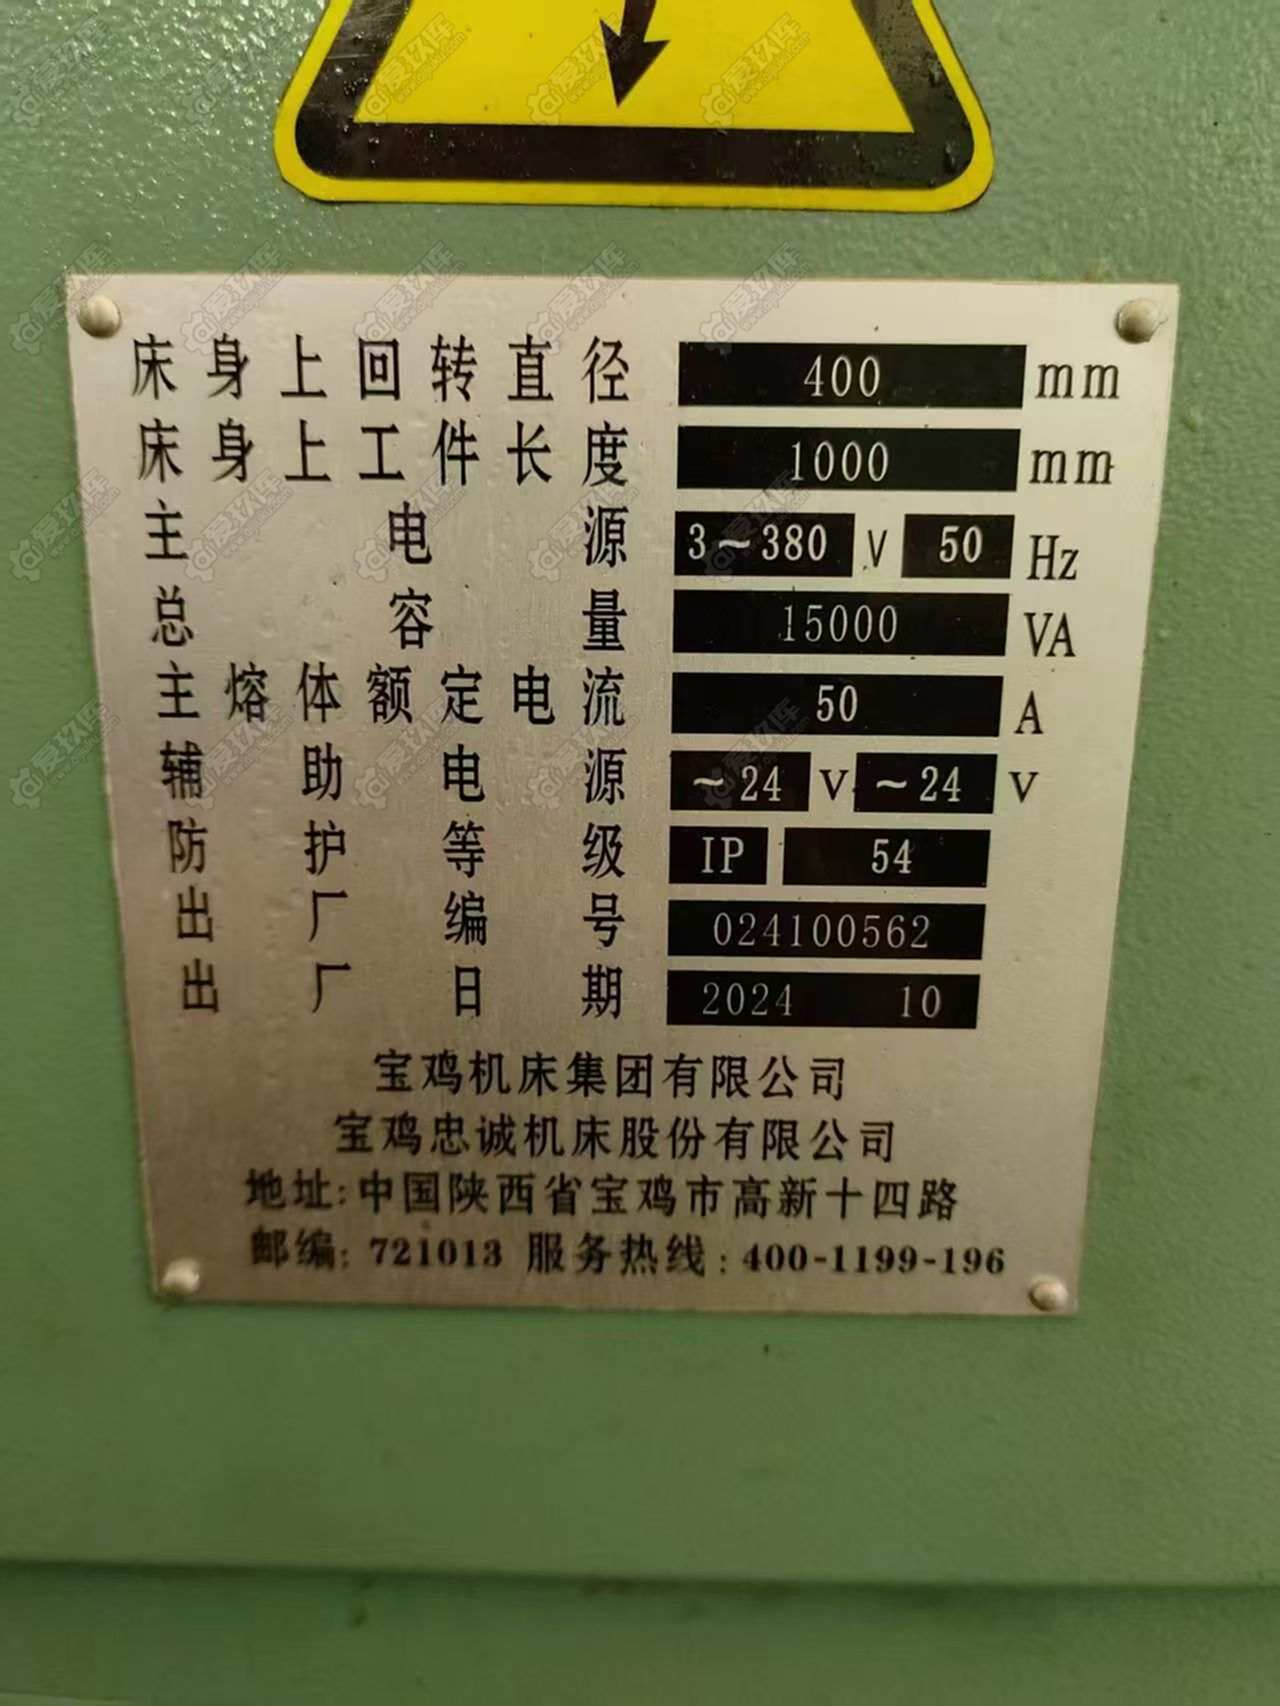 床身上回转直径 400 mm
床身上工件长度 1000 mm
主电源 3~380 V 50 Hz
总容量 15000 VA
主熔体额定电流 50 A
辅助电源 ~24 V ~24 V
防护等级 IP 54
出厂编号 024100562
出厂日期 2024 10
宝鸡机床集团有限公司
宝鸡忠诚机床股份有限公司
地址:中国陕西省宝鸡市高新十四路
邮编:721013 服务热线:400-1199-196